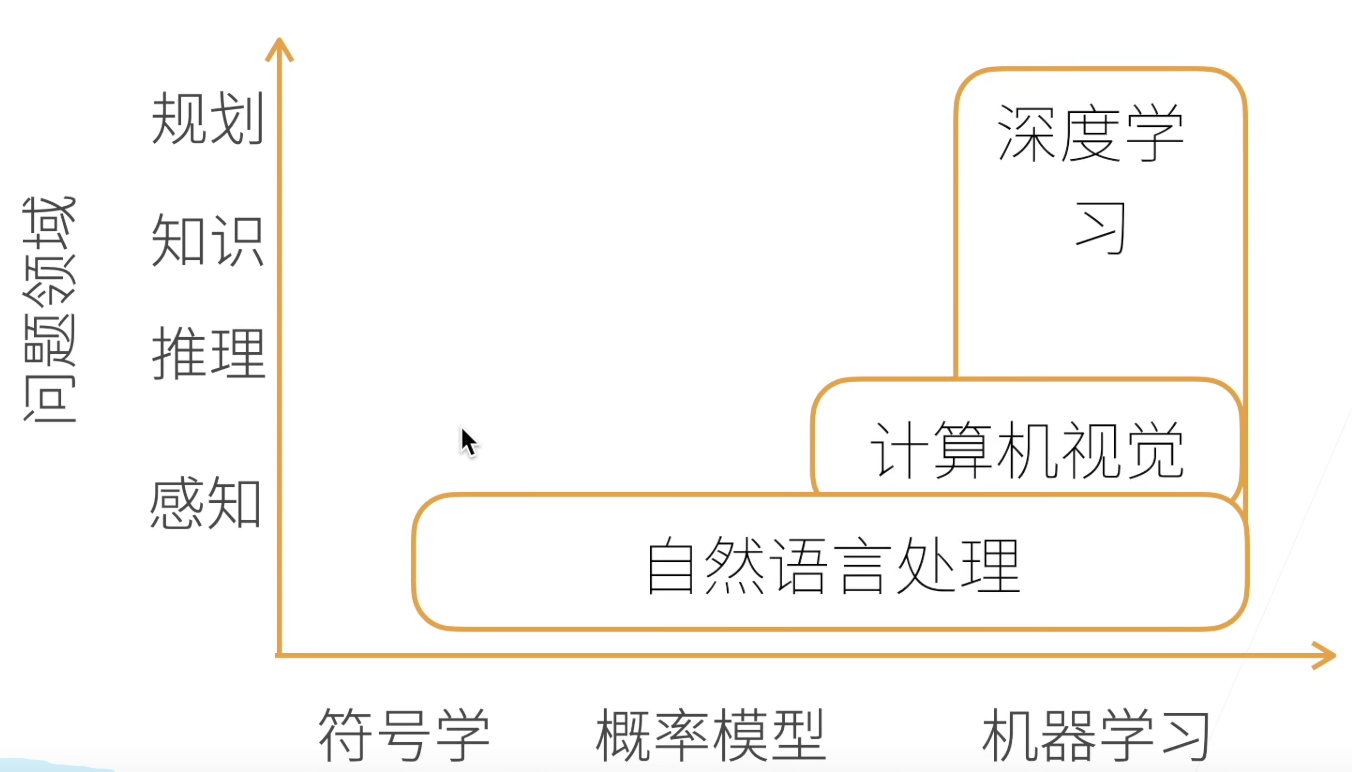 问题领域
规划
知识
推理
感知
深度学
习
计算机视觉
自然语言处理
符号学
概率模型
机器学习